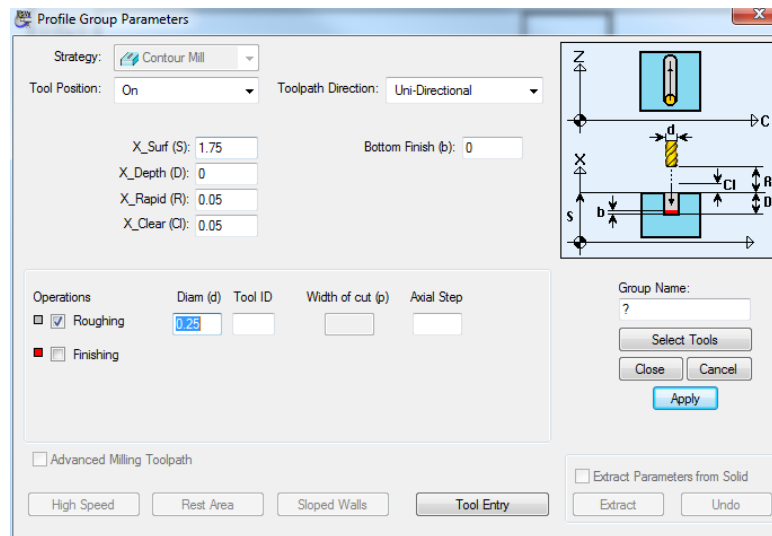 Profile Group Parameters
Strategy: Contour Mill
Tool Position: On Toolpath Direction: Uni-Directional
X_Surf (S): 1.75 Bottom Finish (b): 0
X_Depth (D): 0
X_Rapid (R): 0.05
X_Clear (Cl): 0.05
Z
C
d
X
Cl R
D
S b
Operations Diam (d) Tool ID Width of cut (p) Axial Step
Roughing 0.25
Finishing
Group Name:
?
Select Tools
Close Cancel
Apply
Advanced Milling Toolpath
High Speed Rest Area Sloped Walls Tool Entry
Extract Parameters from Solid
Extract Undo